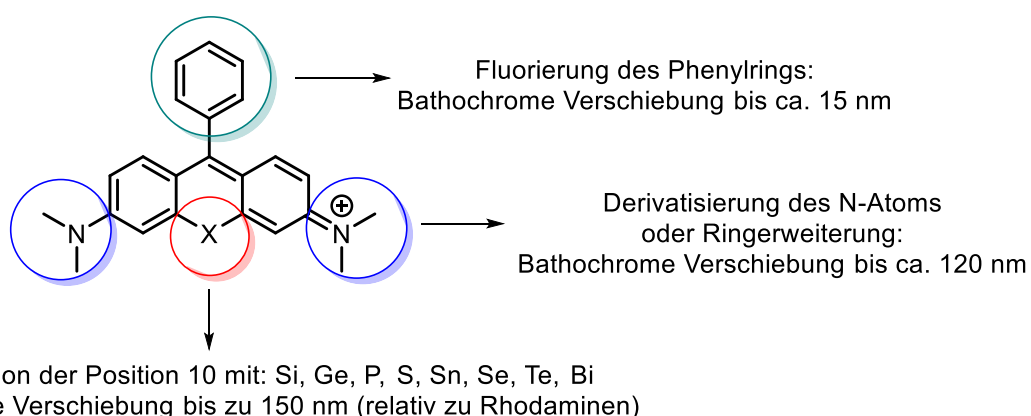 Fluorierung des Phenylrings:
Bathochrome Verschiebung bis ca. 15 nm
Derivatisierung des N-Atoms
oder Ringerweiterung:
Bathochrome Verschiebung bis ca. 120 nm
N
X
N
der Position 10 mit: Si, Ge, P, S, Sn, Se, Te, Bi
Verschiebung bis zu 150 nm (relativ zu Rhodaminen)